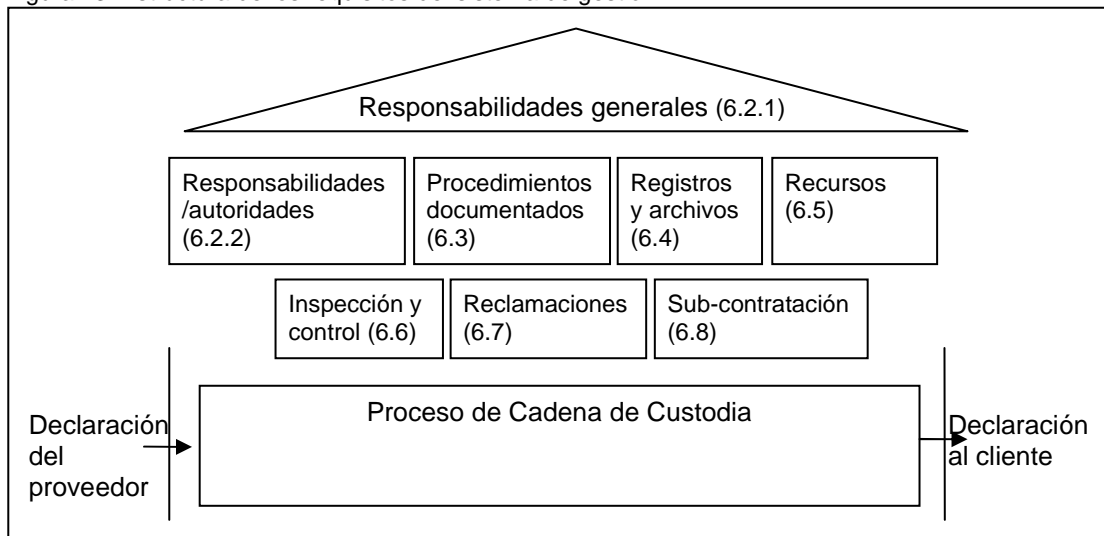 Responsabilidades generales (6.2.1)
Responsabilidades
/autoridades
(6.2.2)
Procedimientos
documentados
(6.3)
Registros
y archivos
(6.4)
Recursos
(6.5)
Inspección y
control (6.6)
Reclamaciones
(6.7)
Sub-contratación
(6.8)
Proceso de Cadena de Custodia
Declaración
del
proveedor
Declaración
al cliente